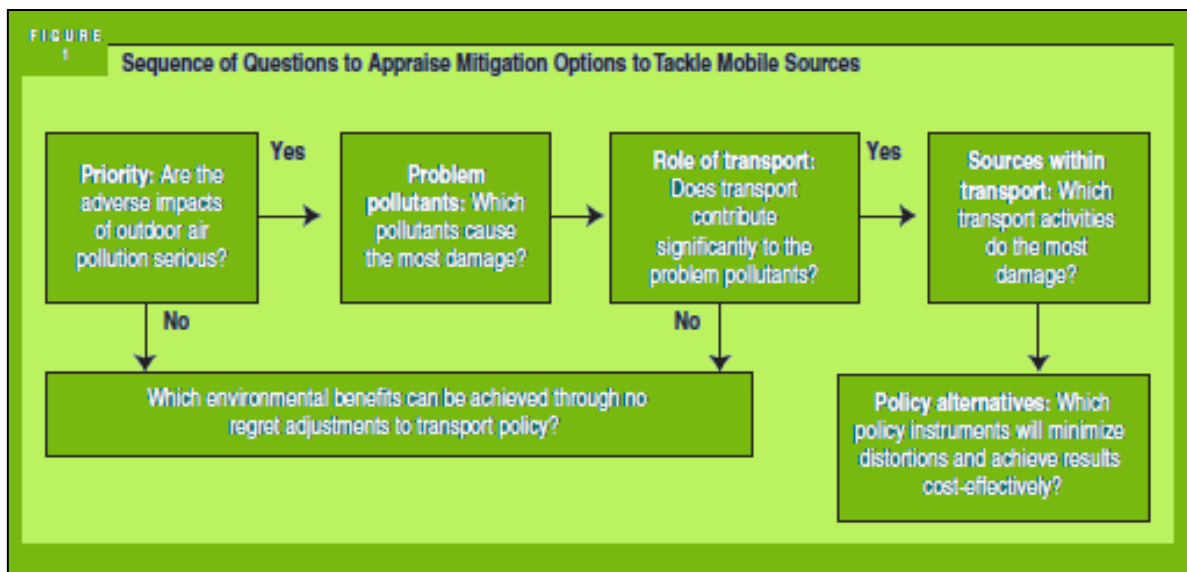 FIGURE
1
Sequence of Questions to Appraise Mitigation Options to Tackle Mobile Sources
Priority: Are the
adverse impacts
of outdoor air
pollution serious?
Yes
Problem
pollutants: Which
pollutants cause
the most damage?
Role of transport:
Does transport
contribute
significantly to the
problem pollutants?
Yes
Sources within
transport: Which
transport activities
do the most
damage?
No
No
Which environmental benefits can be achieved through no
regret adjustments to transport policy?
Policy alternatives: Which
policy instruments will minimize
distortions and achieve results
cost-effectively?